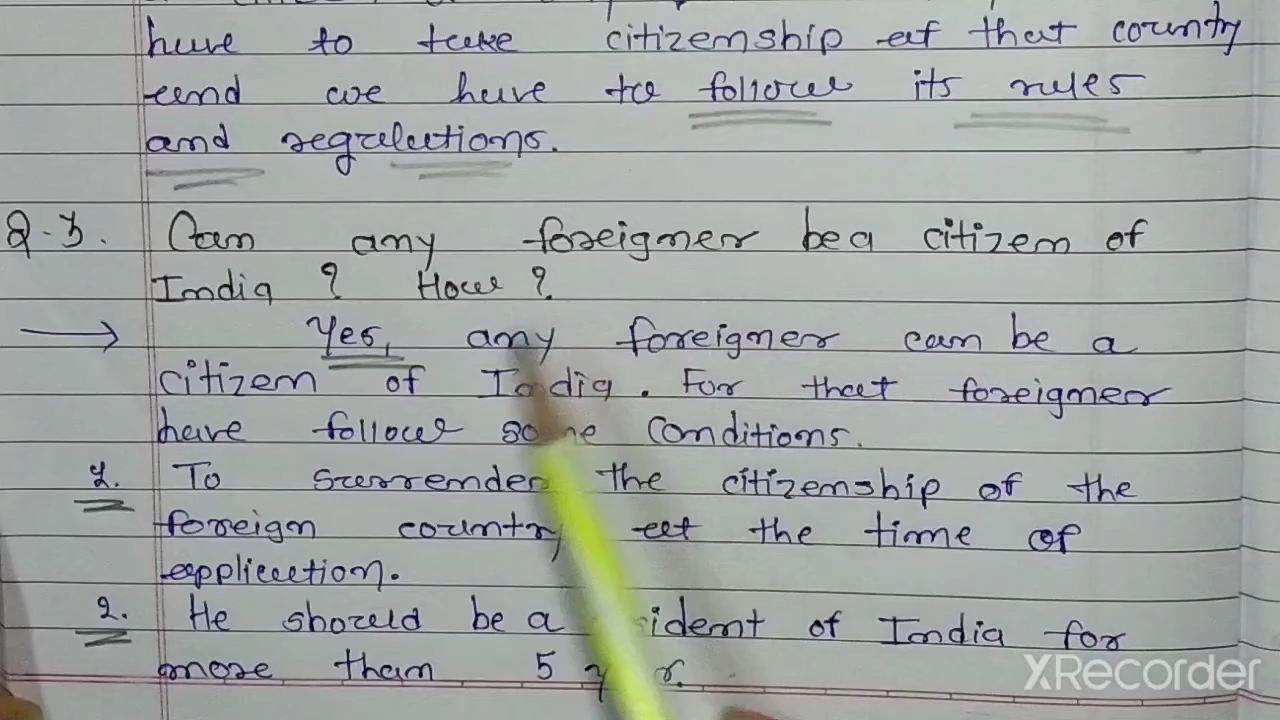 have to take citizenship at that country
and we have to follow its rules
and regulations.
Q-3. Can any foreigner be a citizen of
India ? How ?
→ Yes, any foreigner can be a
citizen of India. For that foreigner
have follow some conditions.
1. To surrender the citizenship of the
foreign country at the time of
application.
2. He should be a of India for
more than 5
XRecorder